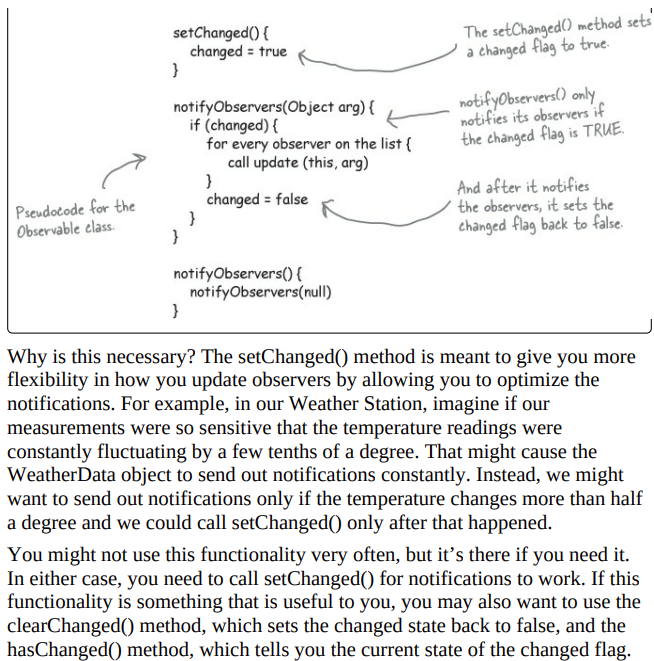 setChanged() {
changed = true
}
The setChanged() method sets
a changed flag to true.
notifyObservers(Object arg) {
if (changed) {
for every observer on the list {
call update (this, arg)
}
changed = false
}
}
notifyObservers() only
notifies its observers if
the changed flag is TRUE.
And after it notifies
the observers, it sets the
changed flag back to false.
Pseudocode for the
Observable class.
notifyObservers() {
notifyObservers(null)
}
Why is this necessary? The setChanged() method is meant to give you more
flexibility in how you update observers by allowing you to optimize the
notifications. For example, in our Weather Station, imagine if our
measurements were so sensitive that the temperature readings were
constantly fluctuating by a few tenths of a degree. That might cause the
WeatherData object to send out notifications constantly. Instead, we might
want to send out notifications only if the temperature changes more than half
a degree and we could call setChanged() only after that happened.
You might not use this functionality very often, but it’s there if you need it.
In either case, you need to call setChanged() for notifications to work. If this
functionality is something that is useful to you, you may also want to use the
clearChanged() method, which sets the changed state back to false, and the
hasChanged() method, which tells you the current state of the changed flag.